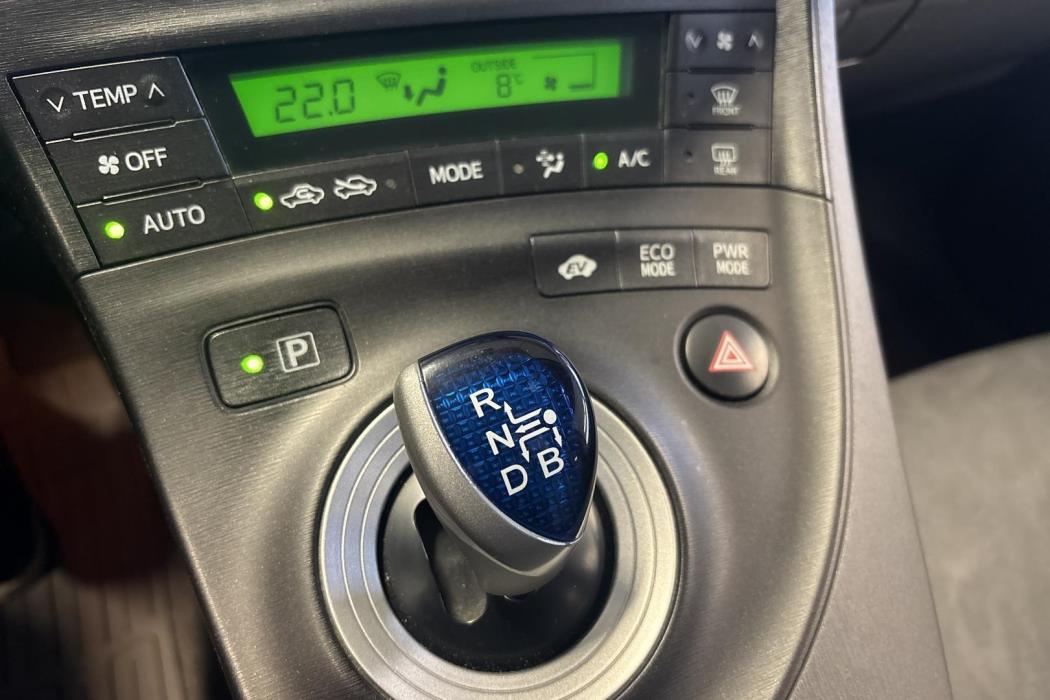 TEMP
22.0
OUTSIDE
8°C
OFF
FRONT
AUTO
MODE
A/C
REAR
EV
ECO
MODE
PWR
MODE
P
R
N
D B